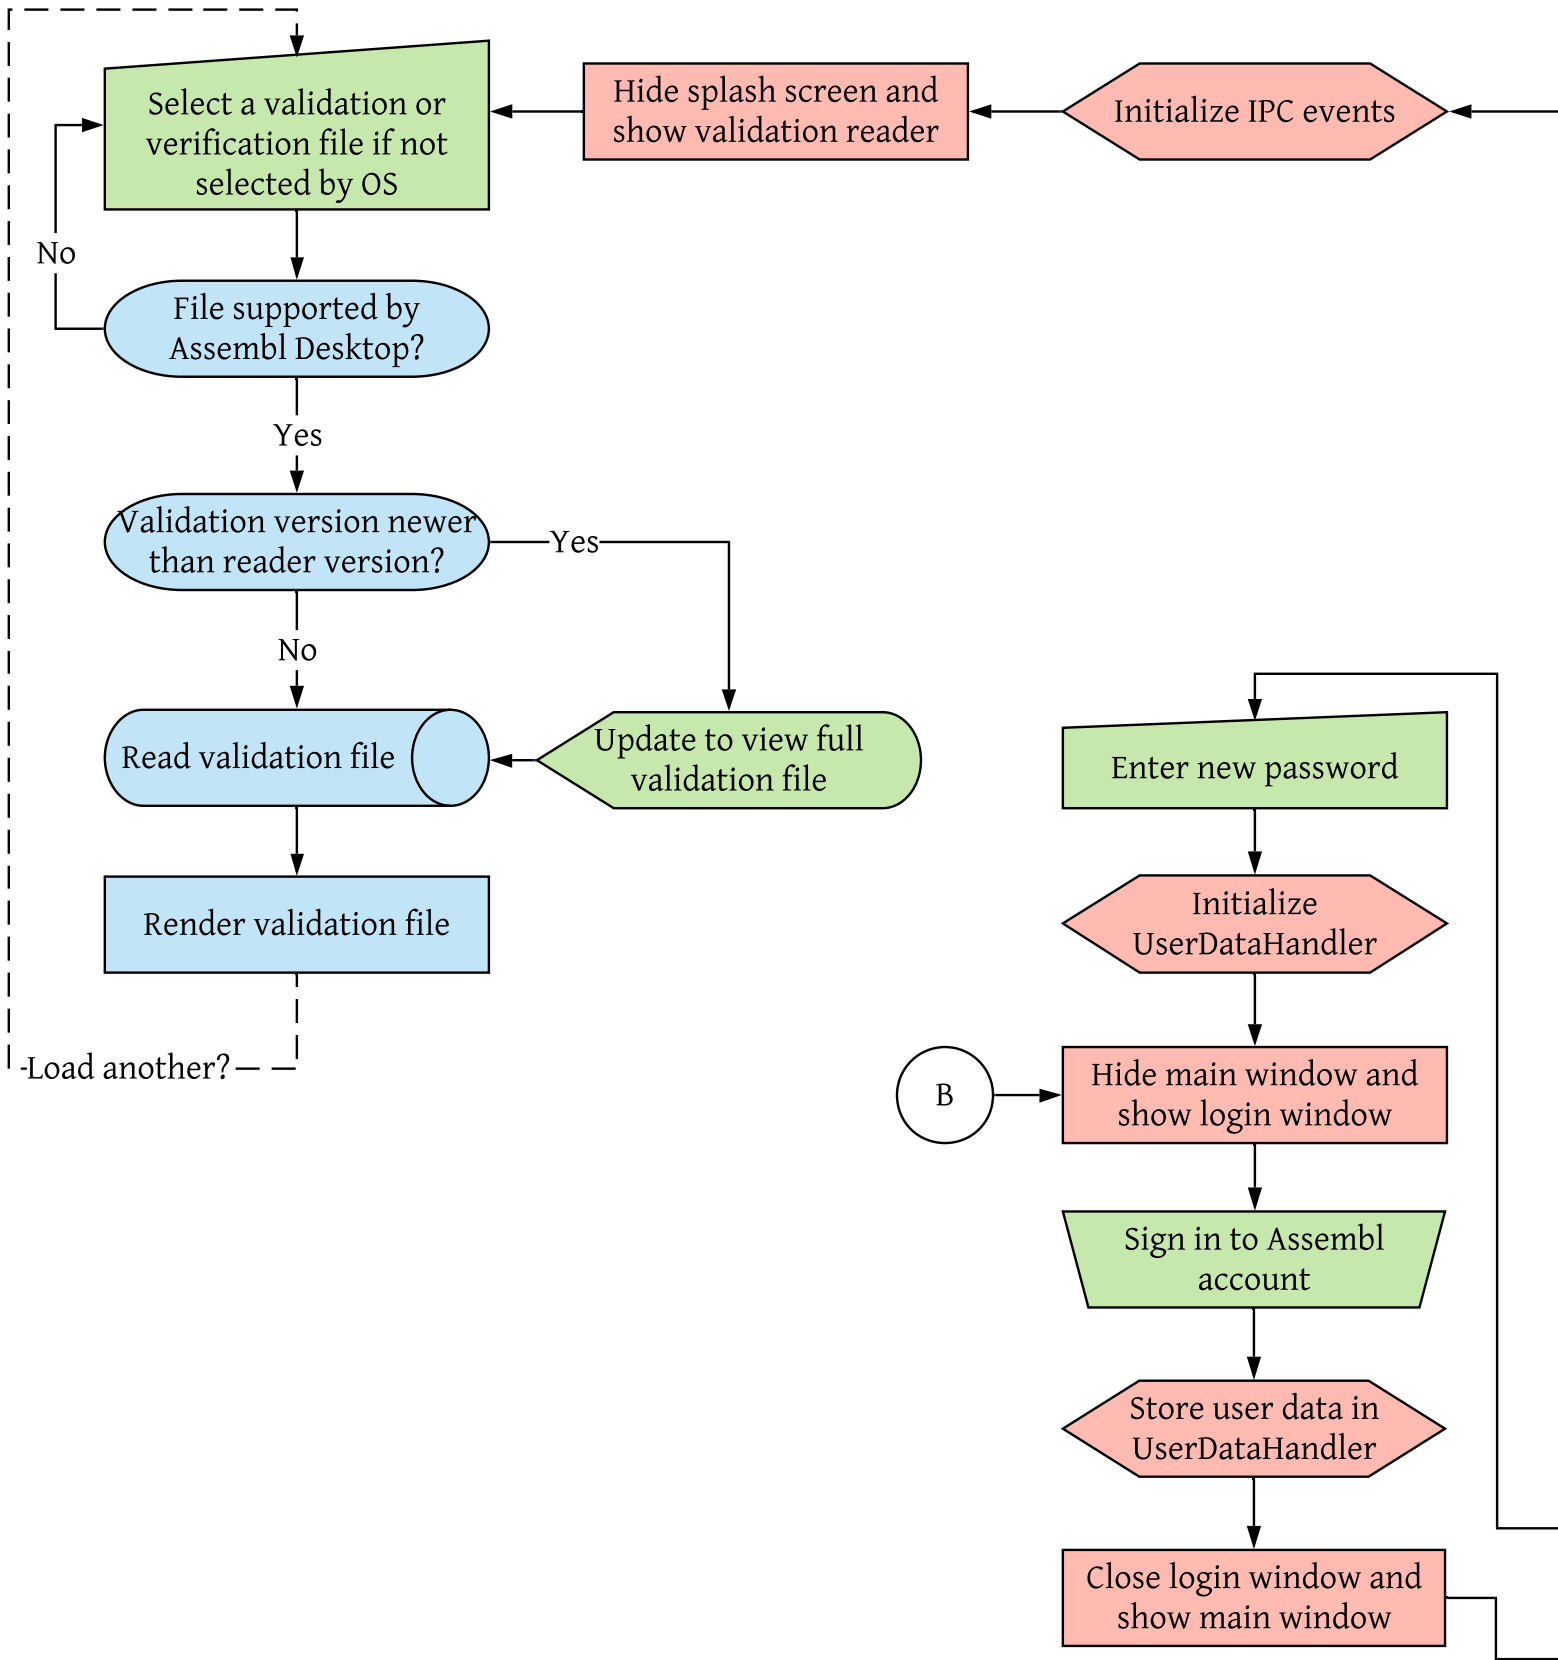 Select a validation or
verification file if not
selected by OS
Hide splash screen and
show validation reader
Initialize IPC events
No
File supported by
Assembl Desktop?
Yes
Validation version newer
than reader version?
Yes
No
Read validation file
Update to view full
validation file
Render validation file
Load another?
Enter new password
Initialize
UserDataHandler
B
Hide main window and
show login window
Sign in to Assembl
account
Store user data in
UserDataHandler
Close login window and
show main window